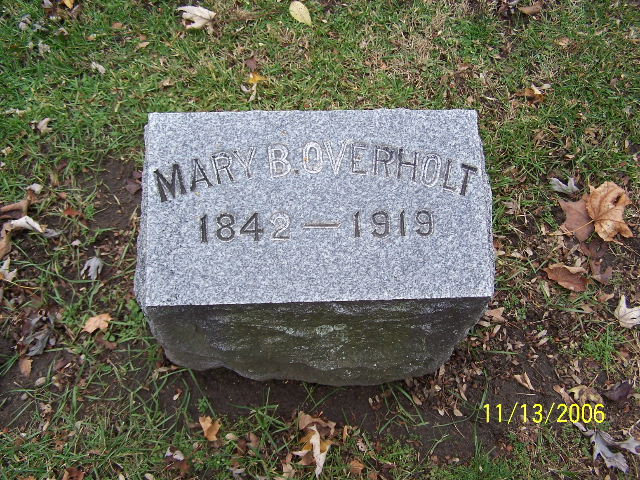 MARY B. OVERHOLT
1842 — 1919
11/13/2006